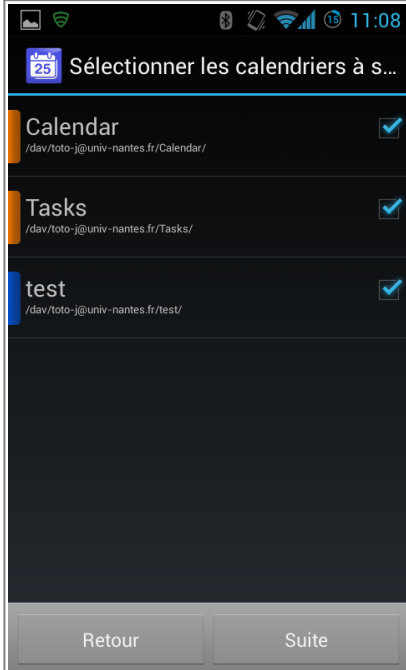 15 11:08
25 Sélectionner les calendriers à s...
Calendar
/dav/toto-j@univ-nantes.fr/Calendar/
Tasks
/dav/toto-j@univ-nantes.fr/Tasks/
test
/dav/toto-j@univ-nantes.fr/test/
Retour Suite